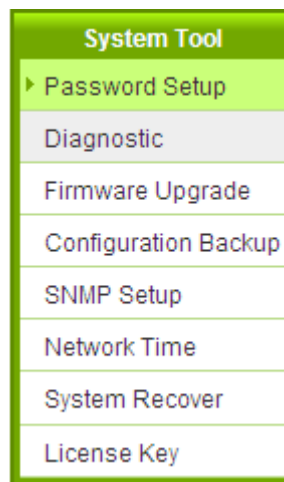 System Tool
Password Setup
Diagnostic
Firmware Upgrade
Configuration Backup
SNMP Setup
Network Time
System Recover
License Key